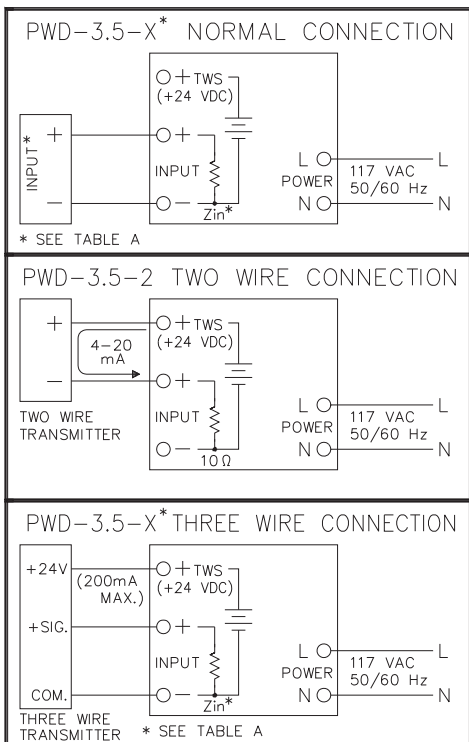 PWD-3.5-X* NORMAL CONNECTION
+ TWS
(+24 VDC)
INPUT*
+
-
+
INPUT
-
Zin*
L
POWER
N
117 VAC
50/60 Hz
L
N
* SEE TABLE A
PWD-3.5-2 TWO WIRE CONNECTION
+
-
4-20
mA
+ TWS
(+24 VDC)
+
INPUT
-
10Ω
L
POWER
N
117 VAC
50/60 Hz
L
N
TWO WIRE
TRANSMITTER
PWD-3.5-X* THREE WIRE CONNECTION
+24V
(200mA
MAX.)
+ TWS
(+24 VDC)
+SIG.
+
INPUT
COM.
-
Zin*
L
POWER
N
117 VAC
50/60 Hz
L
N
THREE WIRE
TRANSMITTER
* SEE TABLE A